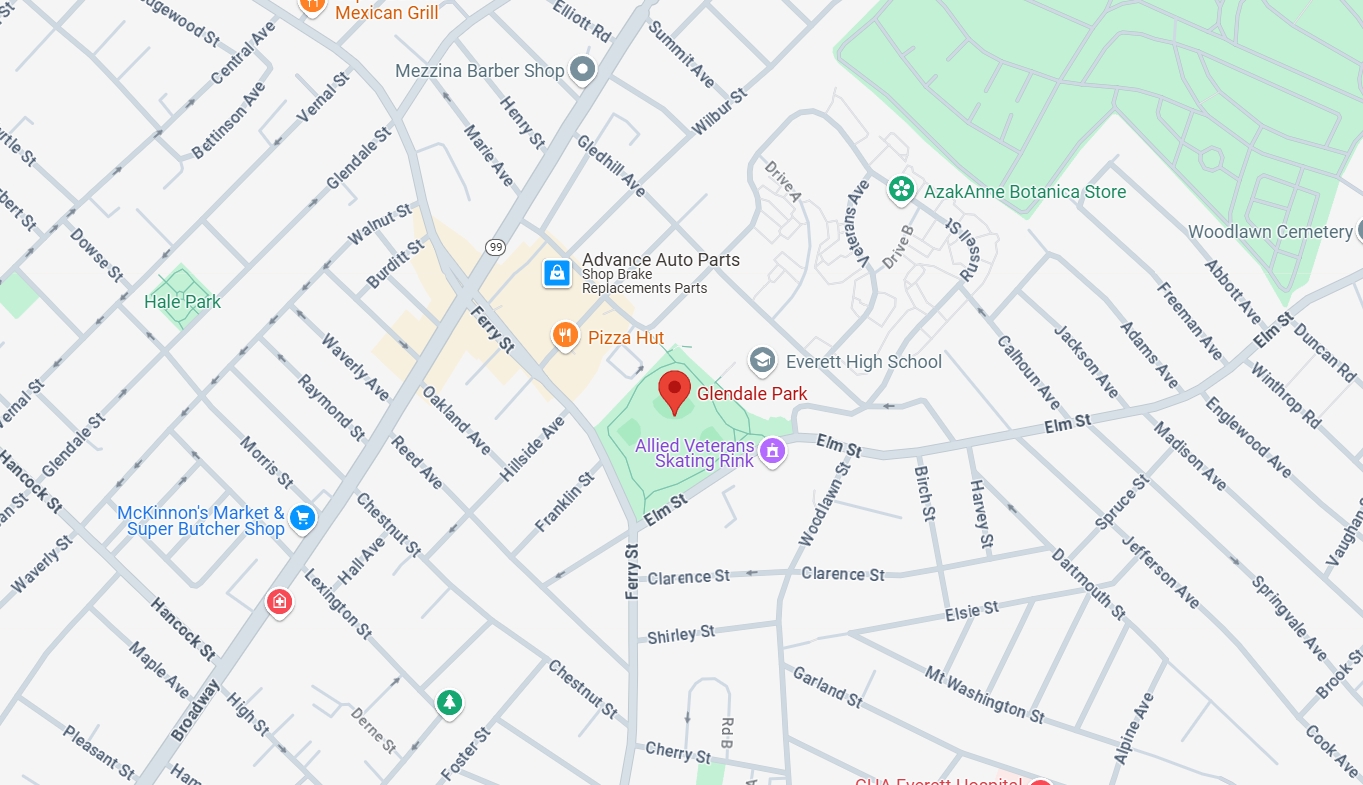 Mexican Grill
Elliott Rd
Summit Ave
Central Ave
Mezzina Barber Shop
Vernal St
Wilbur St
Bettinson Ave
Henry St
Marie Ave
Gledhill Ave
Glendale St
Drive A
AzakAnne Botanica Store
Veterans Ave
Walnut St
Dowse St
Drive B
Russell St
Woodlawn Cemetery
99
Burditt St
Advance Auto Parts
Shop Brake
Replacements Parts
Abbott Ave
Hale Park
Freeman Ave
Ferry St
Pizza Hut
Elm St
Duncan Rd
Waverly Ave
Everett High School
Calhoun Ave
Jackson Ave
Adams Ave
Glendale Park
Winthrop Rd
Raymond St
Oakland Ave
Vernal St
Glendale St
Hillside Ave
Elm St
Elm St
Englewood Ave
Allied Veterans
Skating Rink
Morris St
Reed Ave
Madison Ave
Hancock St
Franklin St
Elm St
Woodlawn St
Birch St
Harvey St
Spruce St
McKinnon's Market &
Super Butcher Shop
Chestnut St
Waverly St
Hall Ave
Ferry St
Clarence St
Clarence St
Dartmouth St
Jefferson Ave
Springvale Ave
Lexington St
Hancock St
Elsie St
Shirley St
Maple Ave
Chestnut St
Garland St
Mt Washington St
Brook St
Broadway
High St
Derne St
Rd B
Alpine Ave
Pleasant St
Foster St
Cherry St
Cook Ave
CHA Everett Hospital